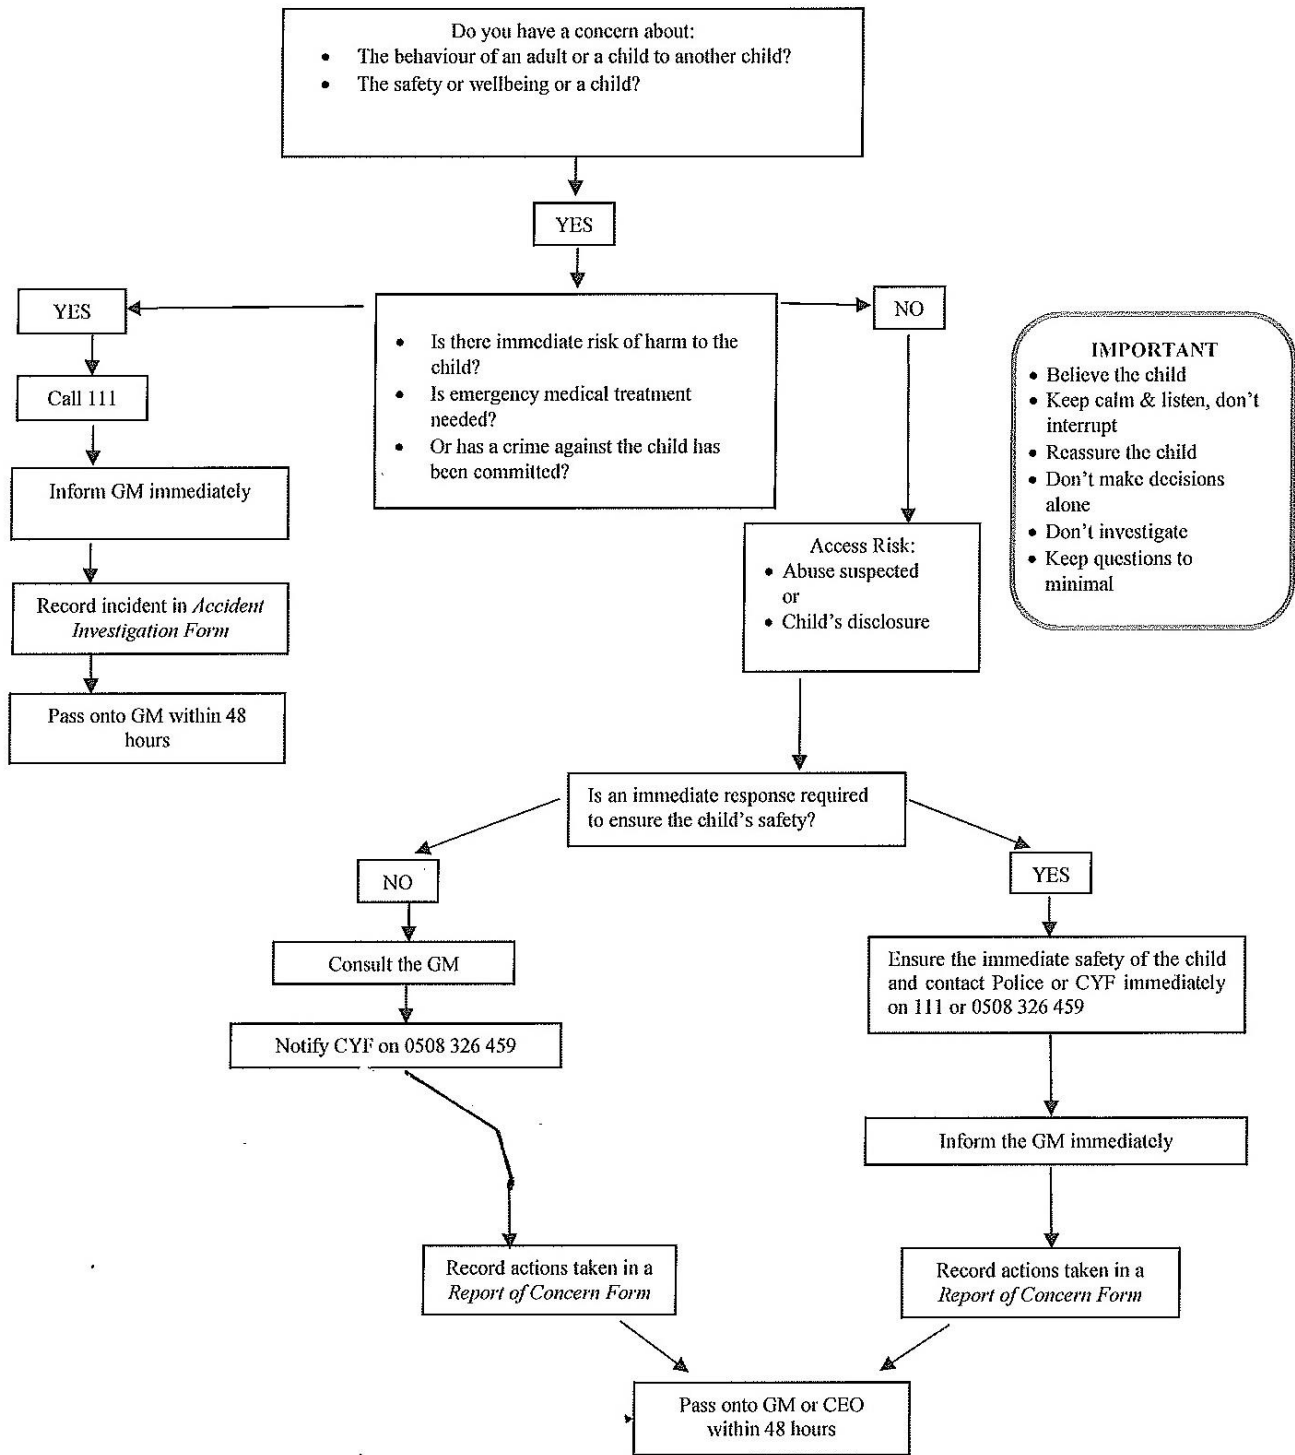 Do you have a concern about:
• The behaviour of an adult or a child to another child?
• The safety or wellbeing or a child?
YES
YES
• Is there immediate risk of harm to the
child?
• Is emergency medical treatment
needed?
• Or has a crime against the child has
been committed?
NO
Call 111
Inform GM immediately
Record incident in Accident
Investigation Form
Pass onto GM within 48
hours
IMPORTANT
• Believe the child
• Keep calm & listen, don't
interrupt
• Reassure the child
• Don't make decisions
alone
• Don't investigate
• Keep questions to
minimal
Access Risk:
• Abuse suspected
or
• Child's disclosure
Is an immediate response required
to ensure the child's safety?
NO
Consult the GM
Notify CYF on 0508 326 459
YES
Ensure the immediate safety of the child
and contact Police or CYF immediately
on 111 or 0508 326 459
Inform the GM immediately
Record actions taken in a
Report of Concern Form
Record actions taken in a
Report of Concern Form
Pass onto GM or CEO
within 48 hours